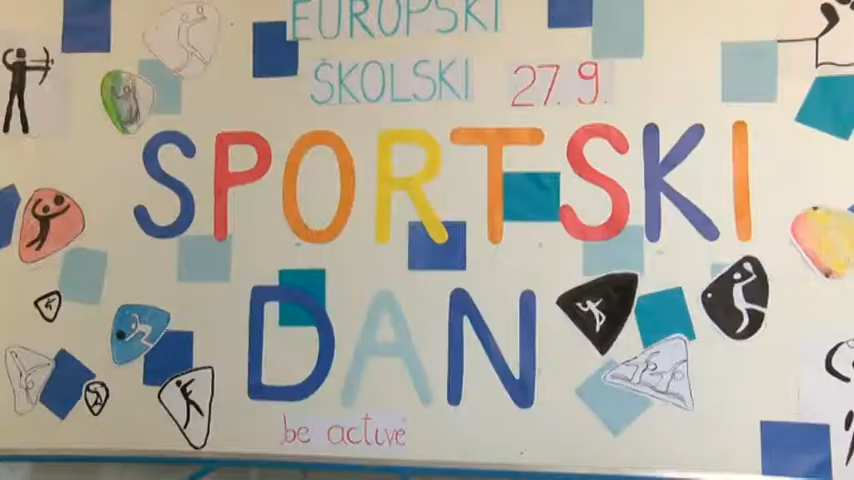 EUROPSKI
ŠKOLSKI 27. 9.
SPORTSKI
DAN
be active